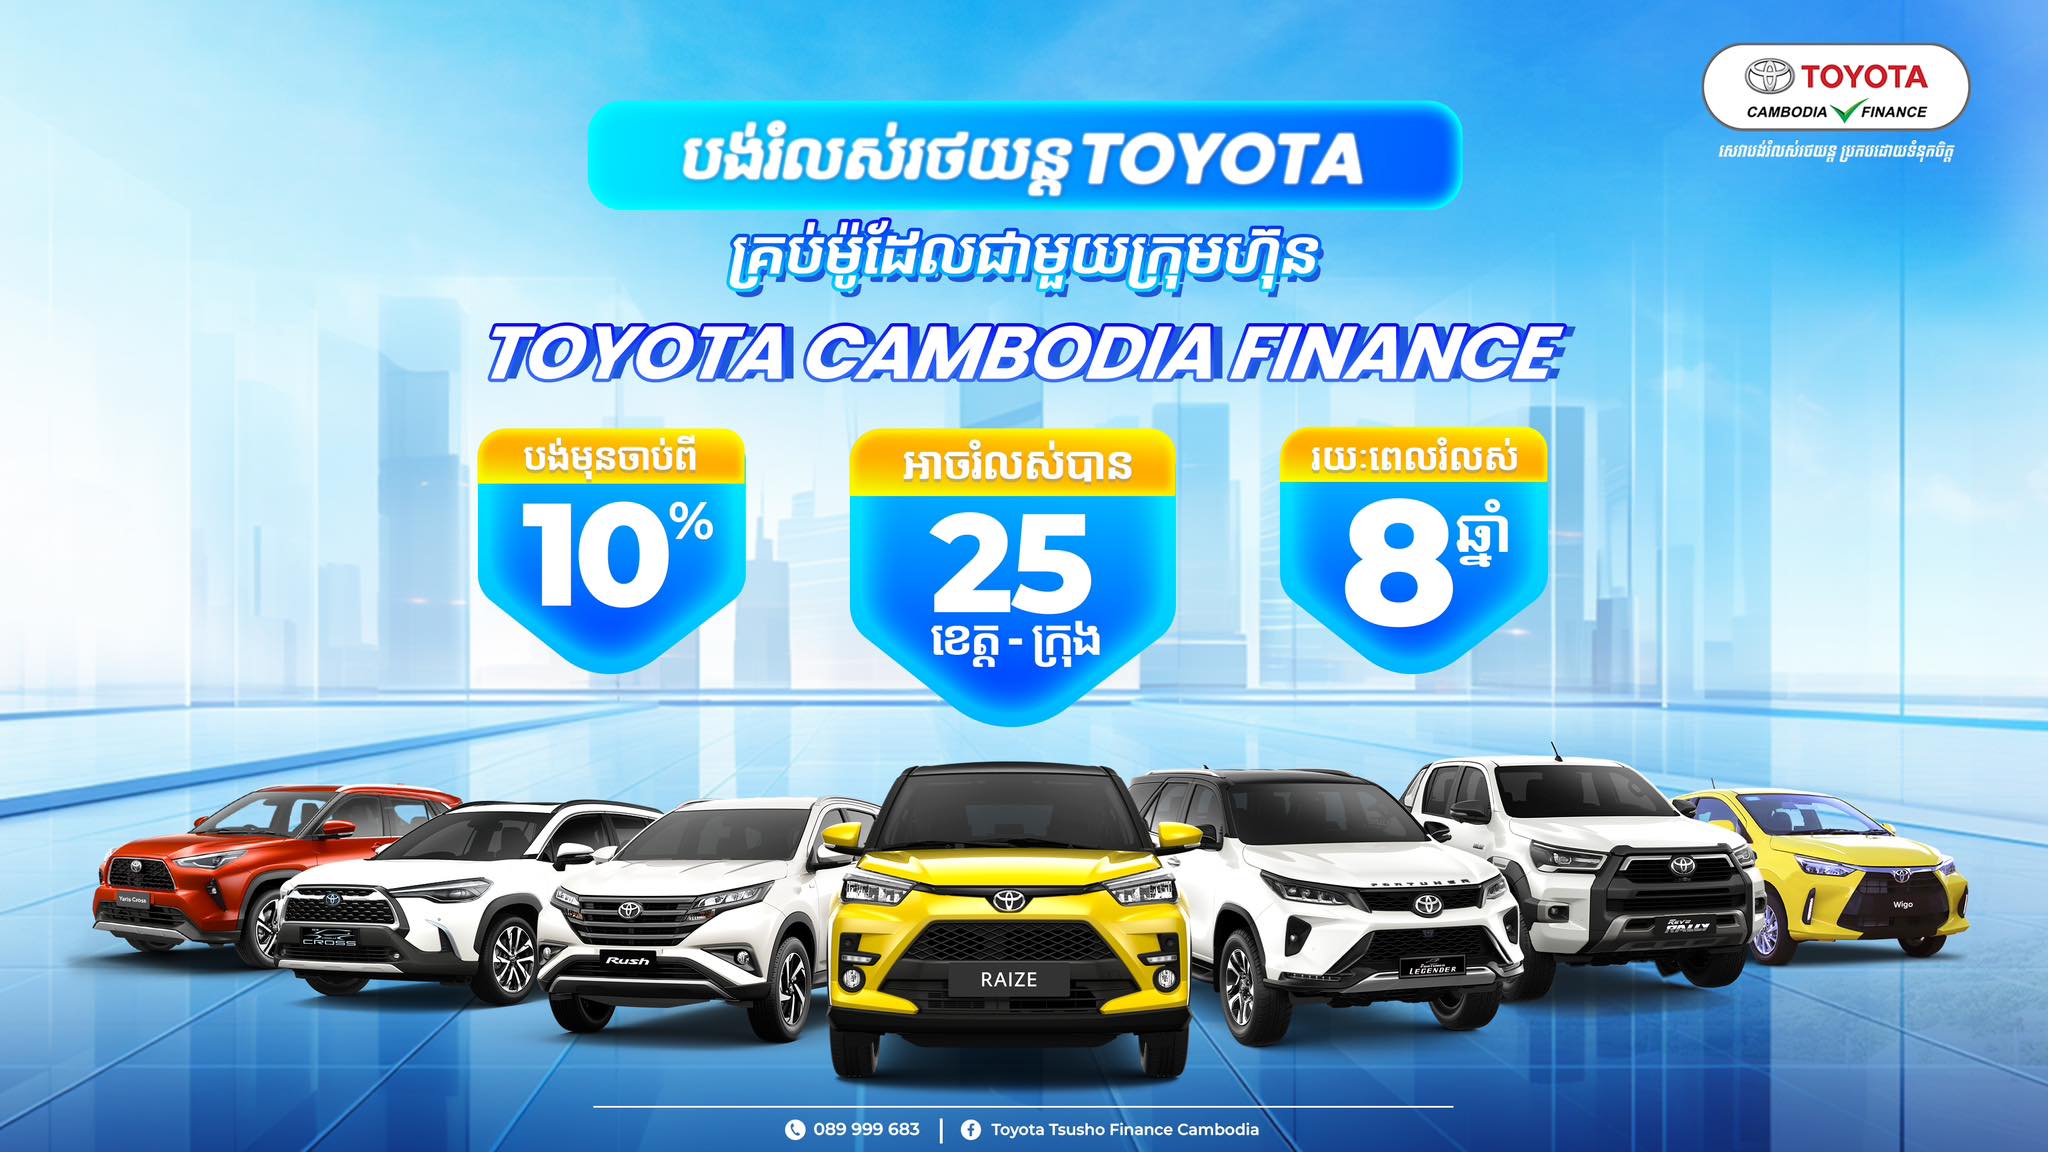 TOYOTA
CAMBODIA FINANCE
សេវាបង់រំលស់រថយន្ត ប្រកបដោយទំនុកចិត្ត
បង់រំលស់រថយន្ត TOYOTA
គ្រប់ម៉ូដែលជាមួយក្រុមហ៊ុន
TOYOTA CAMBODIA FINANCE
បង់មុនចាប់ពី
10%
អាចរំលស់បាន
25
ខេត្ត - ក្រុង
រយៈពេលរំលស់
8 ឆ្នាំ
Yaris Cross
CROSS
Rush
RAIZE
FORTUNER
LEGENDER
REVO
RALLY
Wigo
089 999 683 | Toyota Tsusho Finance Cambodia